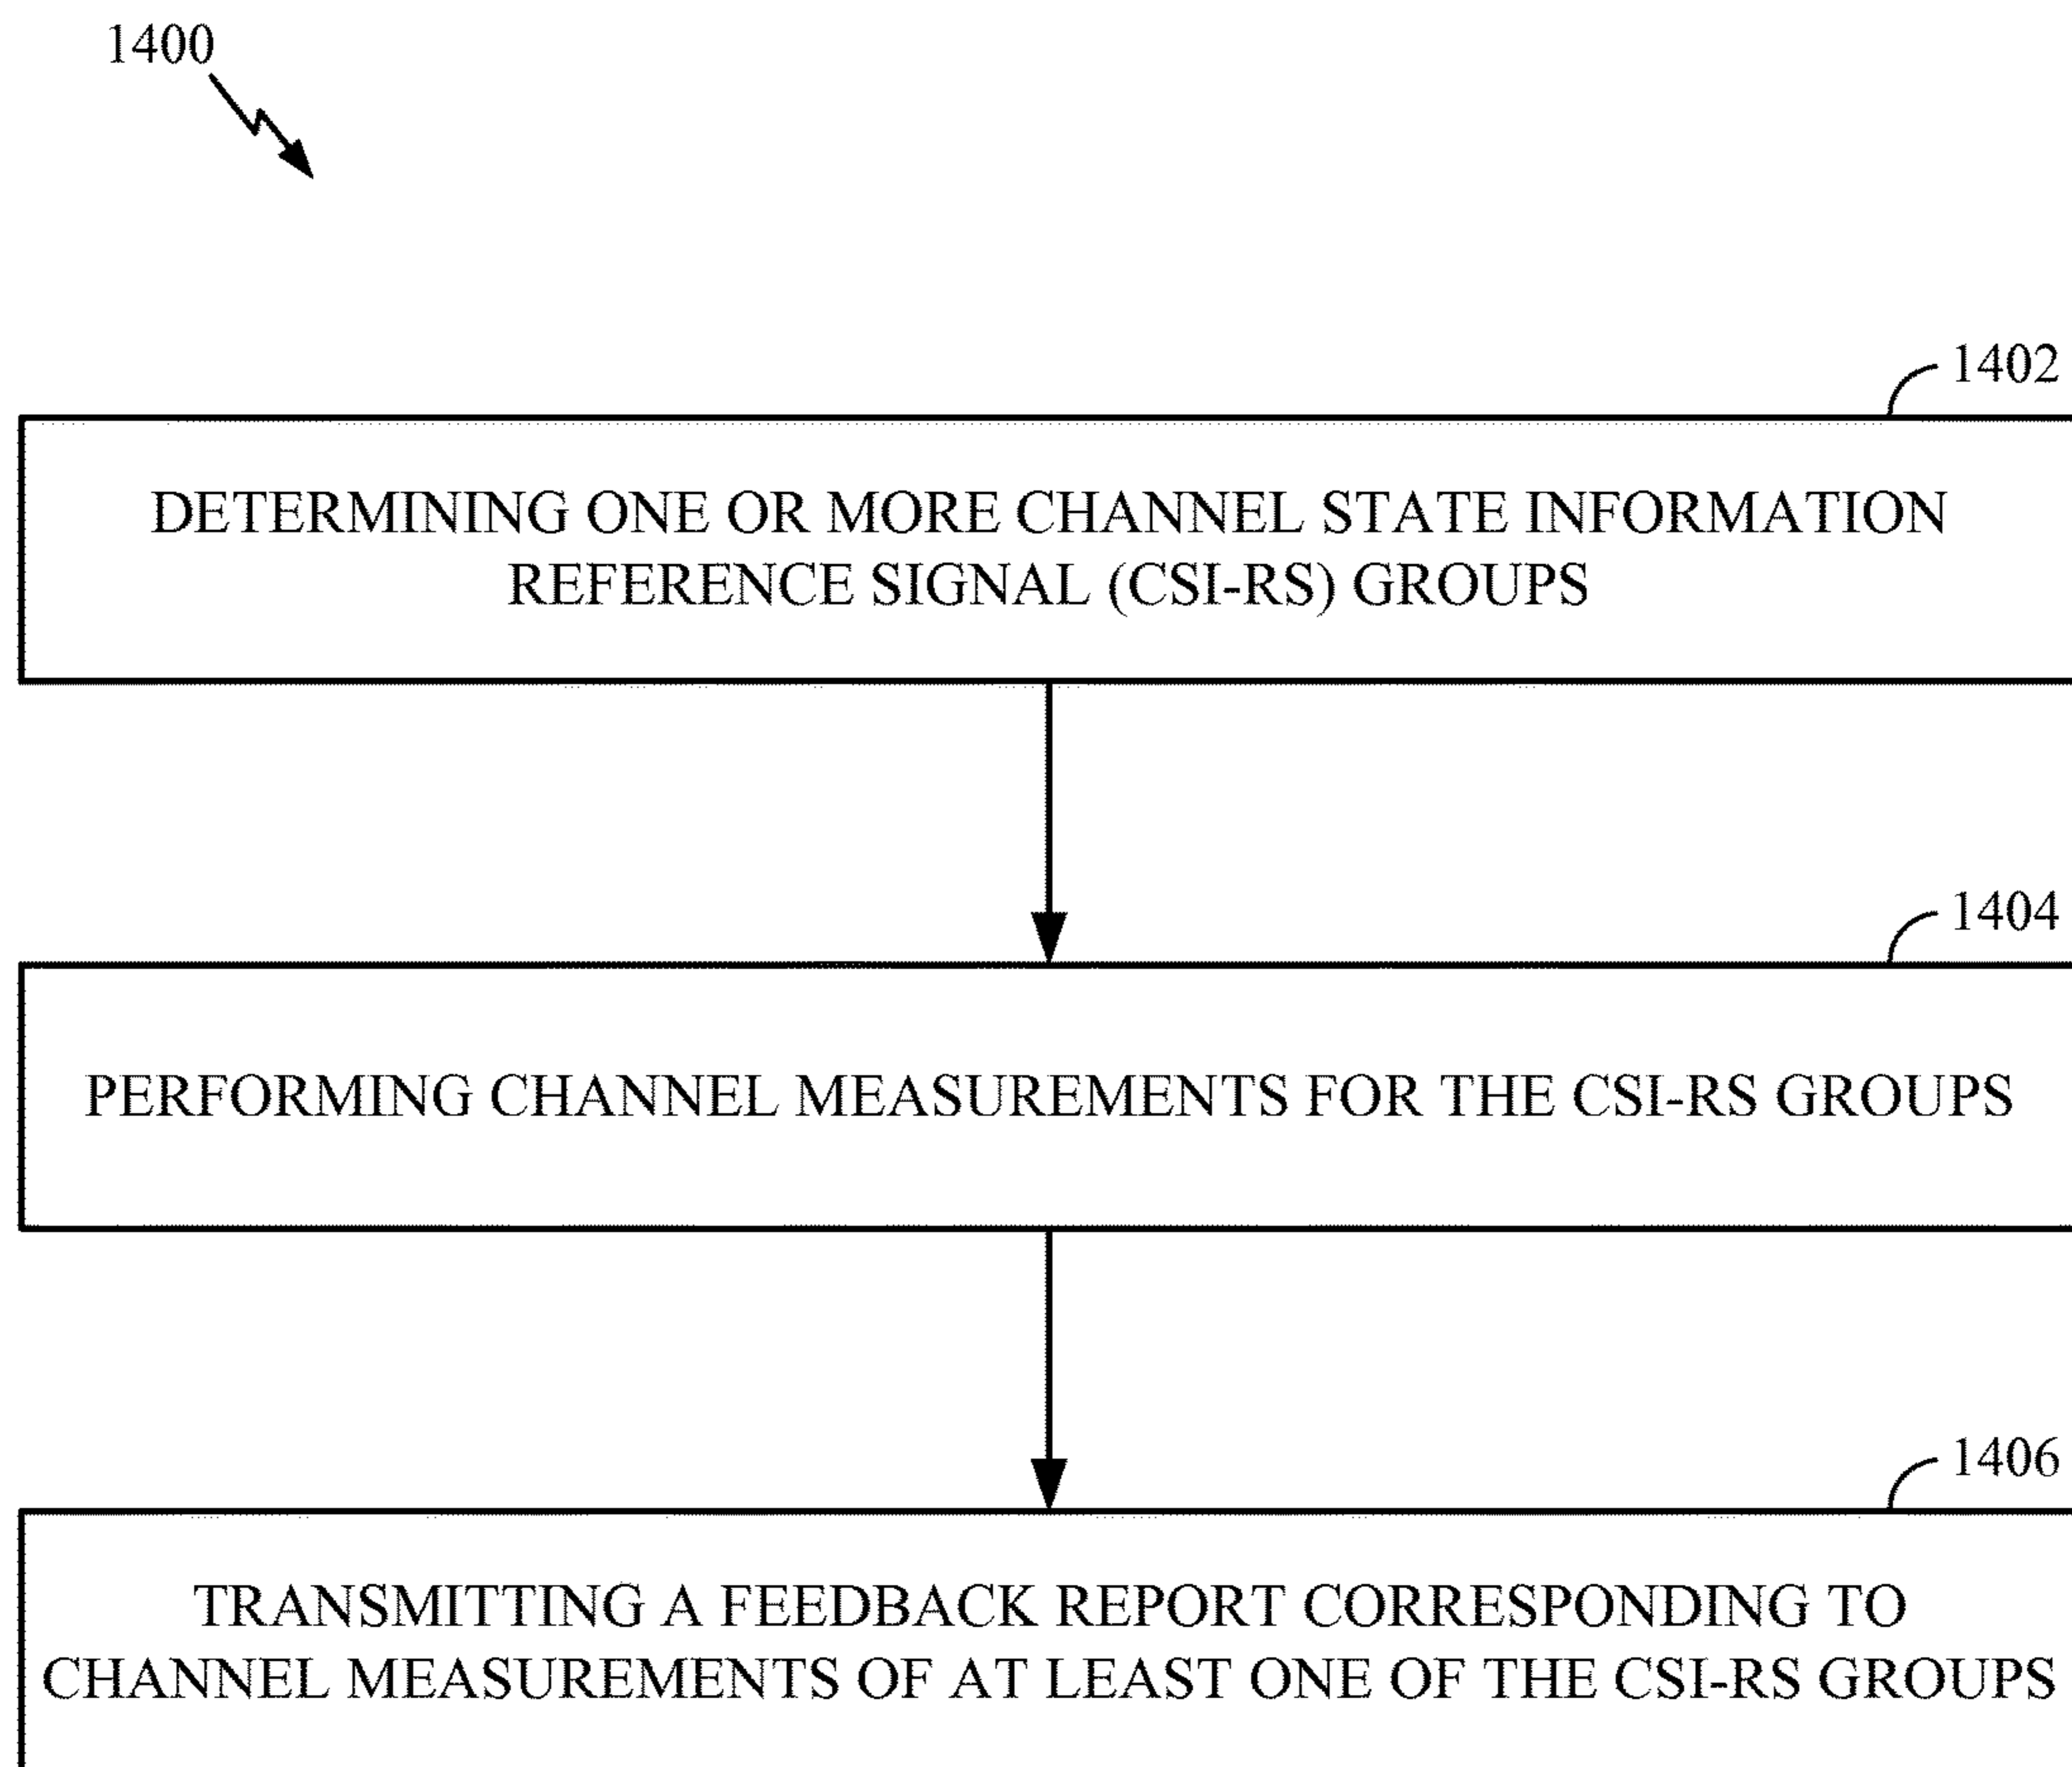 1400
1402
DETERMINING ONE OR MORE CHANNEL STATE INFORMATION
REFERENCE SIGNAL (CSI-RS) GROUPS
1404
PERFORMING CHANNEL MEASUREMENTS FOR THE CSI-RS GROUPS
1406
TRANSMITTING A FEEDBACK REPORT CORRESPONDING TO
CHANNEL MEASUREMENTS OF AT LEAST ONE OF THE CSI-RS GROUPS